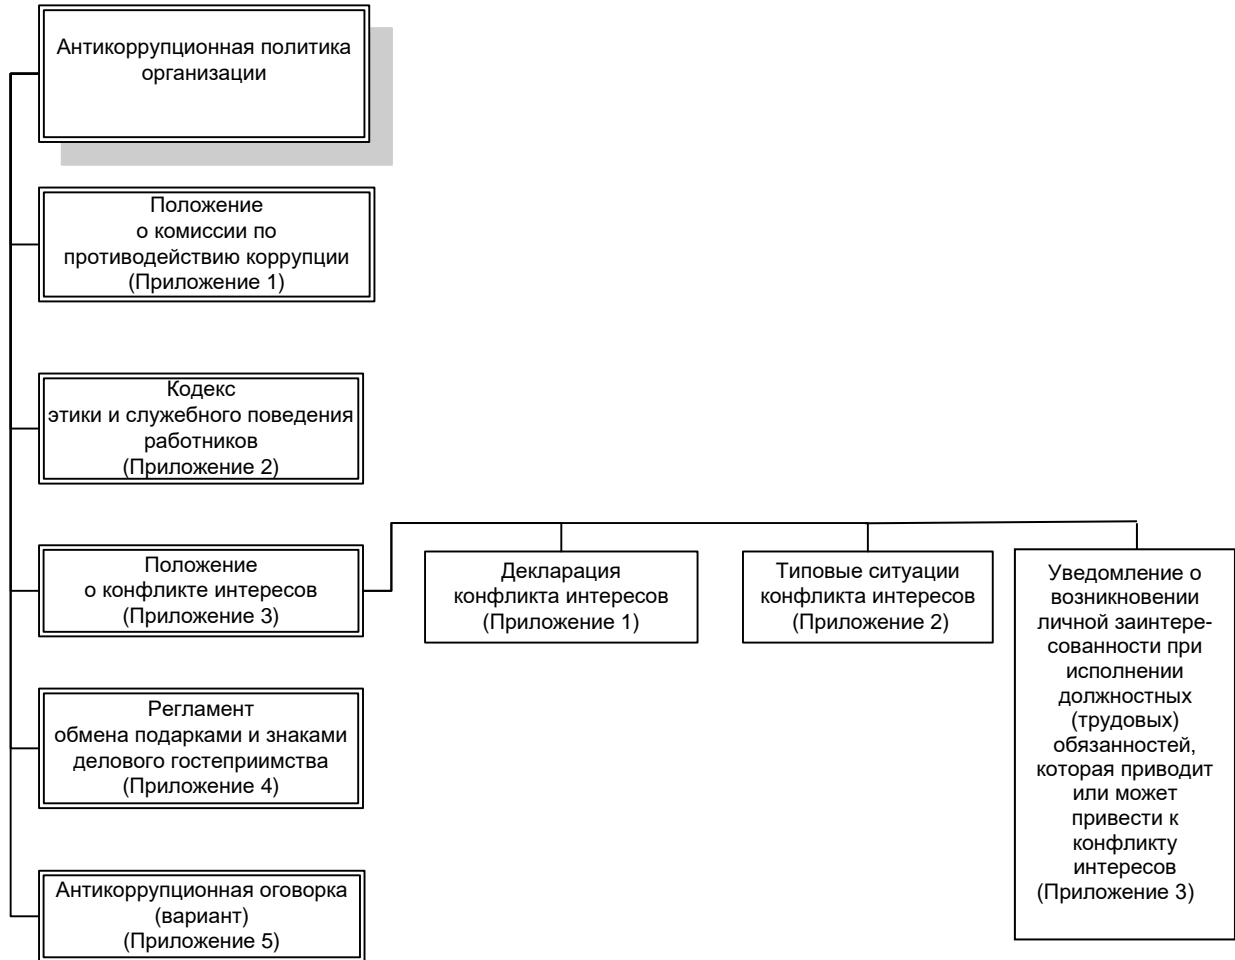 Антикоррупционная политика
организации
Положение
о комиссии по
противодействию коррупции
(Приложение 1)
Кодекс
этики и служебного поведения
работников
(Приложение 2)
Положение
о конфликте интересов
(Приложение 3)
Декларация
конфликта интересов
(Приложение 1)
Типовые ситуации
конфликта интересов
(Приложение 2)
Уведомление о
возникновении
личной заинтере-
сованности при
исполнении
должностных
(трудовых)
обязанностей,
которая приводит
или может
привести к
конфликту
интересов
(Приложение 3)
Регламент
обмена подарками и знаками
делового гостеприимства
(Приложение 4)
Антикоррупционная оговорка
(вариант)
(Приложение 5)